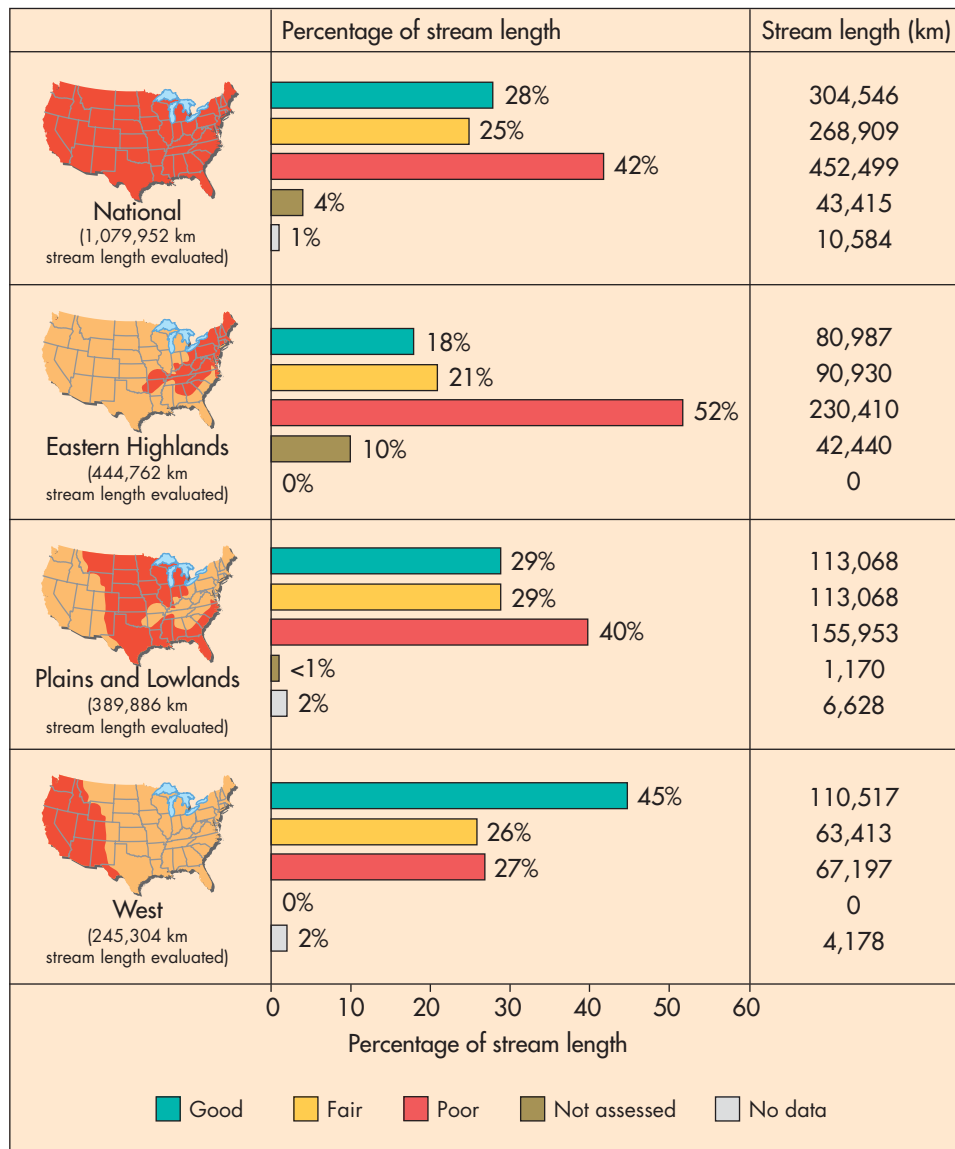 Percentage of stream length Stream length (km)
28% 304,546
25% 268,909
42% 452,499
4% 43,415
1% 10,584
National
(1,079,952 km
stream length evaluated)
18% 80,987
21% 90,930
52% 230,410
10% 42,440
0% 0
Eastern Highlands
(444,762 km
stream length evaluated)
29% 113,068
29% 113,068
40% 155,953
<1% 1,170
2% 6,628
Plains and Lowlands
(389,886 km
stream length evaluated)
45% 110,517
26% 63,413
27% 67,197
0% 0
2% 4,178
West
(245,304 km
stream length evaluated)
0 10 20 30 40 50 60
Percentage of stream length
Good Fair Poor Not assessed No data